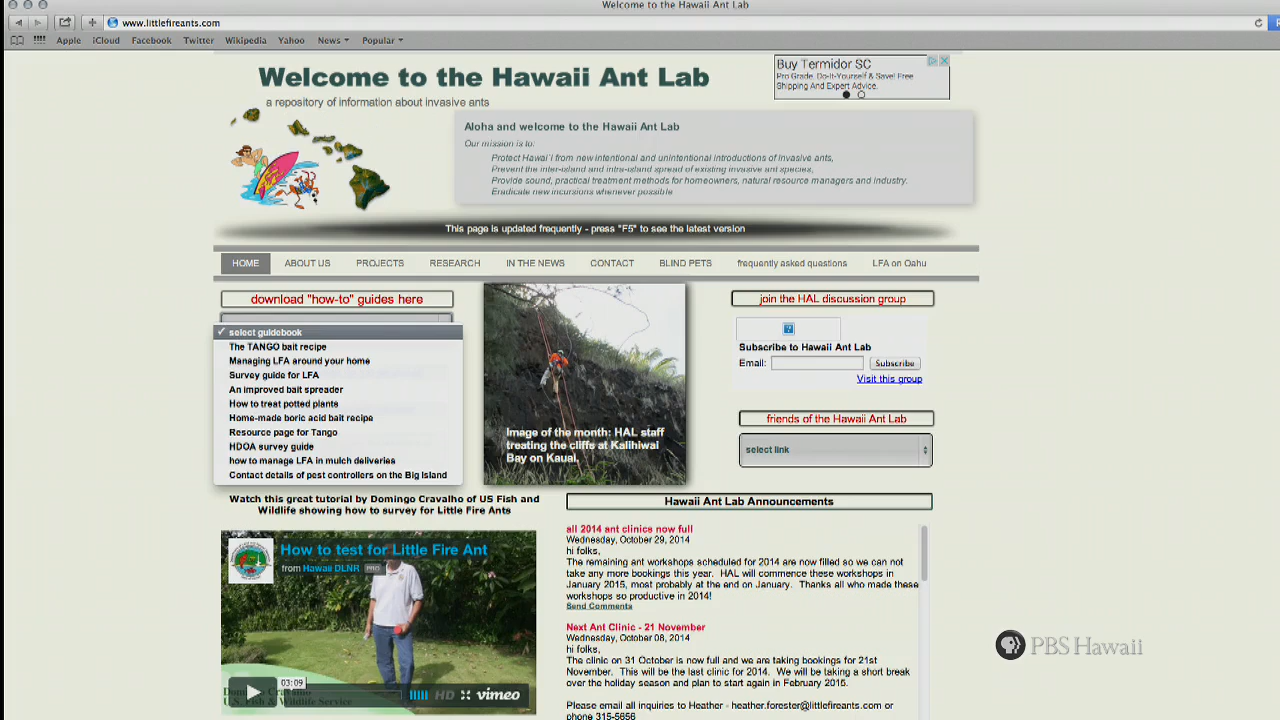 Welcome to the Hawaii Ant Lab
www.littlefireants.com
Apple iCloud Facebook Twitter Wikipedia Yahoo News Popular
Welcome to the Hawaii Ant Lab
a repository of information about invasive ants
Buy Termidor SC
Pro Grade, Do-It-Yourself & Save! Free
Shipping And Expert Advice.
Aloha and welcome to the Hawaii Ant Lab
Our mission is to:
Protect Hawai`i from new intentional and unintentional introductions of invasive ants,
Prevent the inter-island and intra-island spread of existing invasive ant species,
Provide sound, practical treatment methods for homeowners, natural resource managers and industry.
Eradicate new incursions whenever possible
This page is updated frequently - press "F5" to see the latest version
HOME ABOUT US PROJECTS RESEARCH IN THE NEWS CONTACT BLIND PETS frequently asked questions LFA on Oahu
download "how-to" guides here
✓ select guidebook
The TANGO bait recipe
Managing LFA around your home
Survey guide for LFA
An improved bait spreader
How to treat potted plants
Home-made boric acid bait recipe
Resource page for Tango
HDOA survey guide
how to manage LFA in mulch deliveries
Contact details of pest controllers on the Big Island
Image of the month: HAL staff
treating the cliffs at Kalihiwai
Bay on Kauai.
join the HAL discussion group
Subscribe to Hawaii Ant Lab
Email: Subscribe
Visit this group
friends of the Hawaii Ant Lab
select link
Watch this great tutorial by Domingo Cravalho of US Fish and
Wildlife showing how to survey for Little Fire Ants
How to test for Little Fire Ant
from Hawaii DLNR PRO
03:09
HD vimeo
Domingo Cravalho
U.S. Fish & Wildlife Service
Hawaii Ant Lab Announcements
all 2014 ant clinics now full
Wednesday, October 29, 2014
hi folks,
The remaining ant workshops scheduled for 2014 are now filled so we can not
take any more bookings this year. HAL will commence these workshops in
January 2015, most probably at the end on January. Thanks all who made these
workshops so productive in 2014!
Send Comments
Next Ant Clinic - 21 November
Wednesday, October 08, 2014
hi folks,
The clinic on 31 October is now full and we are taking bookings for 21st
November. This will be the last clinic for 2014. We will be taking a short break
over the holiday season and plan to start again in February 2015.
Please email all inquiries to Heather - heather.forester@littlefireants.com or
phone 315-5656
PBS Hawaii